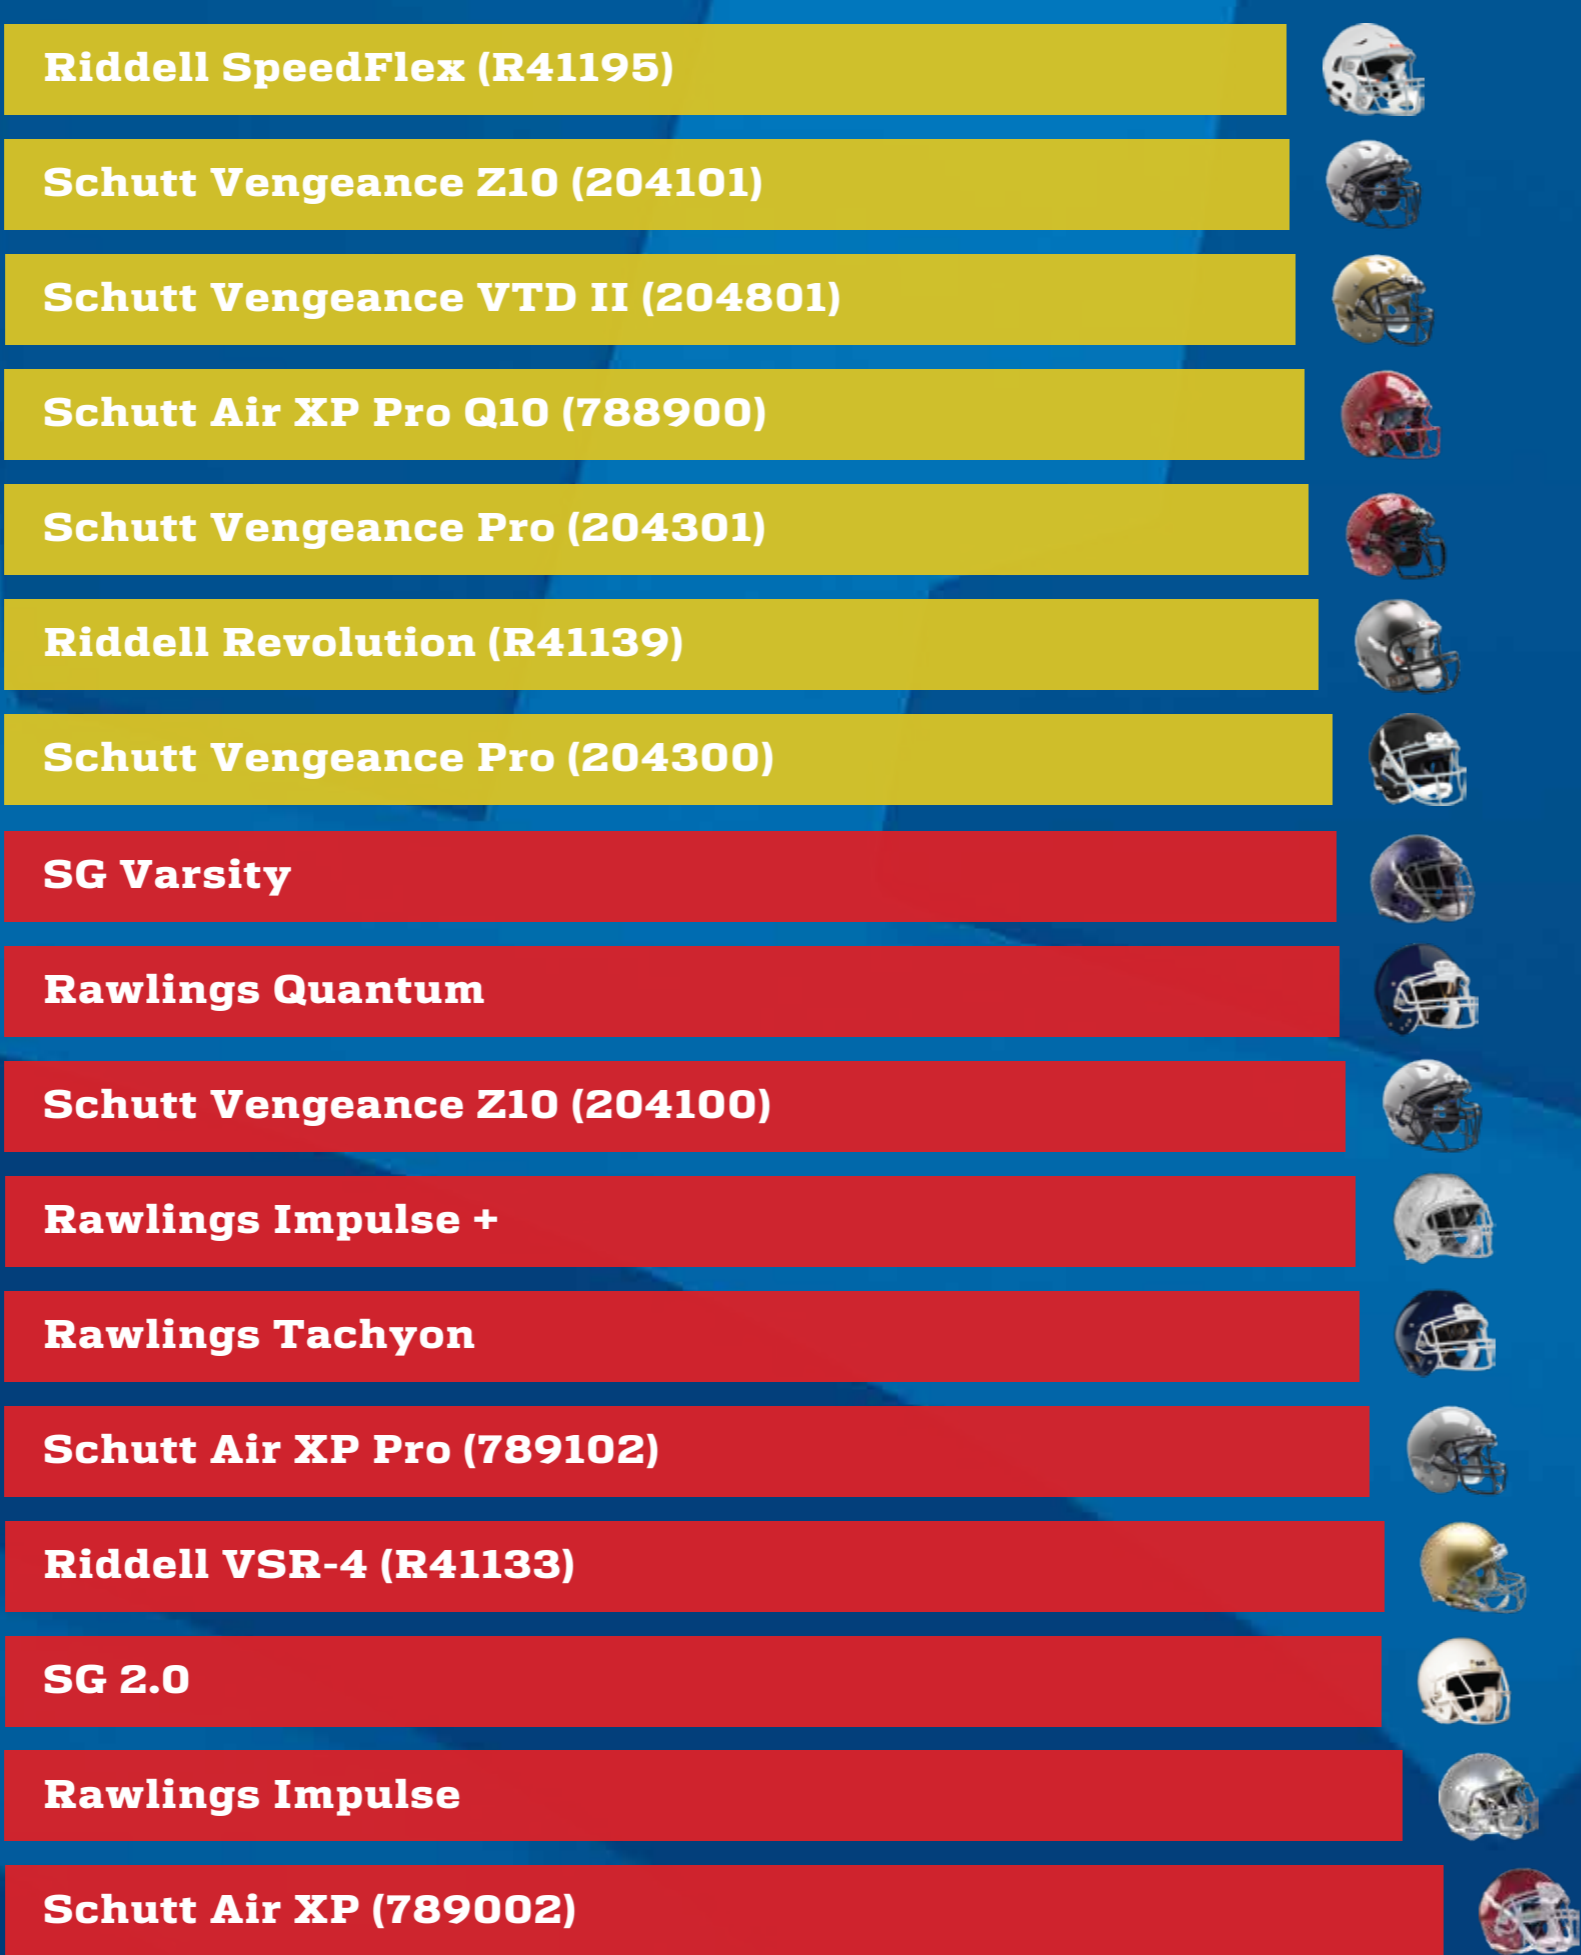 Riddell SpeedFlex (R41195)
Schutt Vengeance Z10 (204101)
Schutt Vengeance VTD II (204801)
Schutt Air XP Pro Q10 (788900)
Schutt Vengeance Pro (204301)
Riddell Revolution (R41139)
Schutt Vengeance Pro (204300)
SG Varsity
Rawlings Quantum
Schutt Vengeance Z10 (204100)
Rawlings Impulse +
Rawlings Tachyon
Schutt Air XP Pro (789102)
Riddell VSR-4 (R41133)
SG 2.0
Rawlings Impulse
Schutt Air XP (789002)